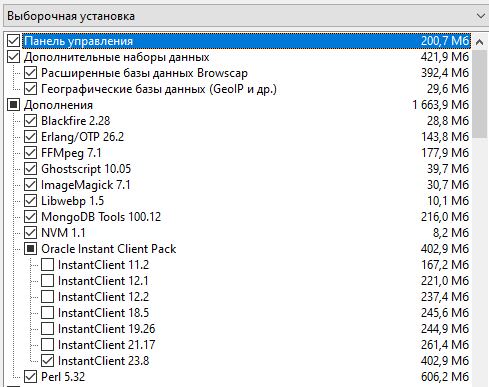 Выборочная установка
Панель управления 200,7 Мб
Дополнительные наборы данных 421,9 Мб
Расширенные базы данных Browscap 392,4 Мб
Географические базы данных (GeoIP и др.) 29,6 Мб
Дополнения 1 663,9 Мб
Blackfire 2.28 28,8 Мб
Erlang/OTP 26.2 143,8 Мб
FFMpeg 7.1 177,9 Мб
Ghostscript 10.05 39,7 Мб
ImageMagick 7.1 30,7 Мб
Libwebp 1.5 10,1 Мб
MongoDB Tools 100.12 216,0 Мб
NVM 1.1 8,2 Мб
Oracle Instant Client Pack 402,9 Мб
InstantClient 11.2 167,2 Мб
InstantClient 12.1 221,0 Мб
InstantClient 12.2 237,4 Мб
InstantClient 18.5 245,6 Мб
InstantClient 19.26 244,9 Мб
InstantClient 21.17 261,4 Мб
InstantClient 23.8 402,9 Мб
Perl 5.32 606,2 Мб